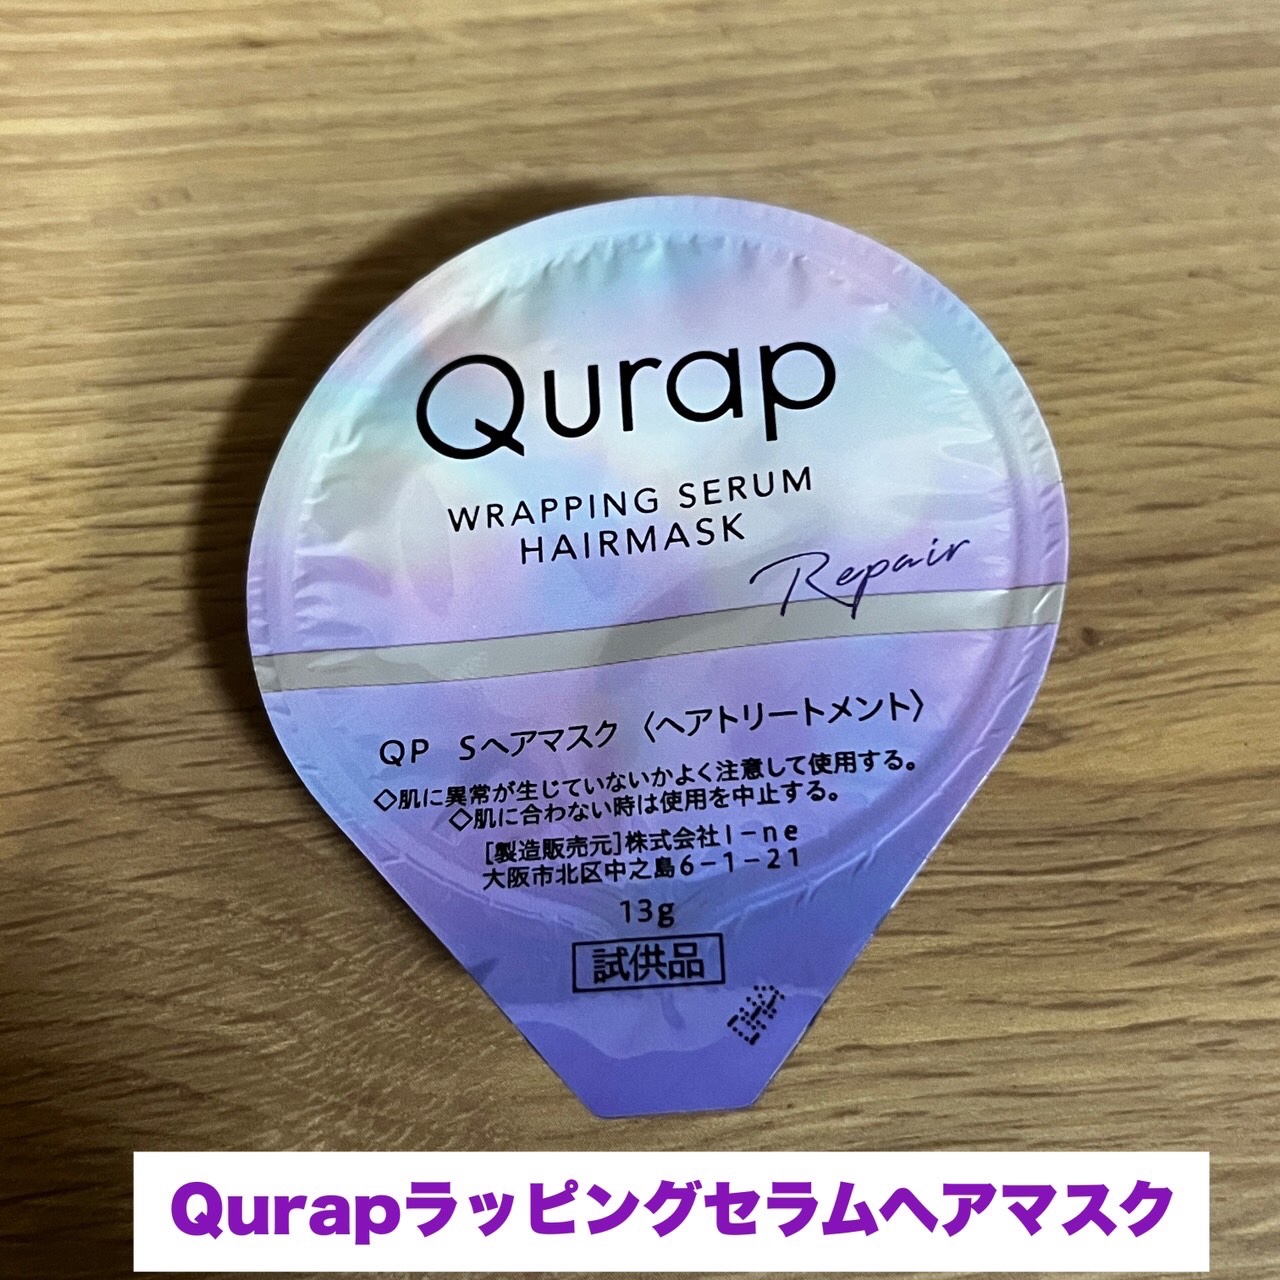 Qurap
WRAPPING SERUM
HAIRMASK
Repair
QP Sヘアマスク〈ヘアトリートメント〉
◇肌に異常が生じていないかよく注意して使用する。
◇肌に合わない時は使用を中止する。
[製造販売元]株式会社I-ne
大阪市北区中之島6-1-21
13g
試供品
Qurapラッピングセラムヘアマスク